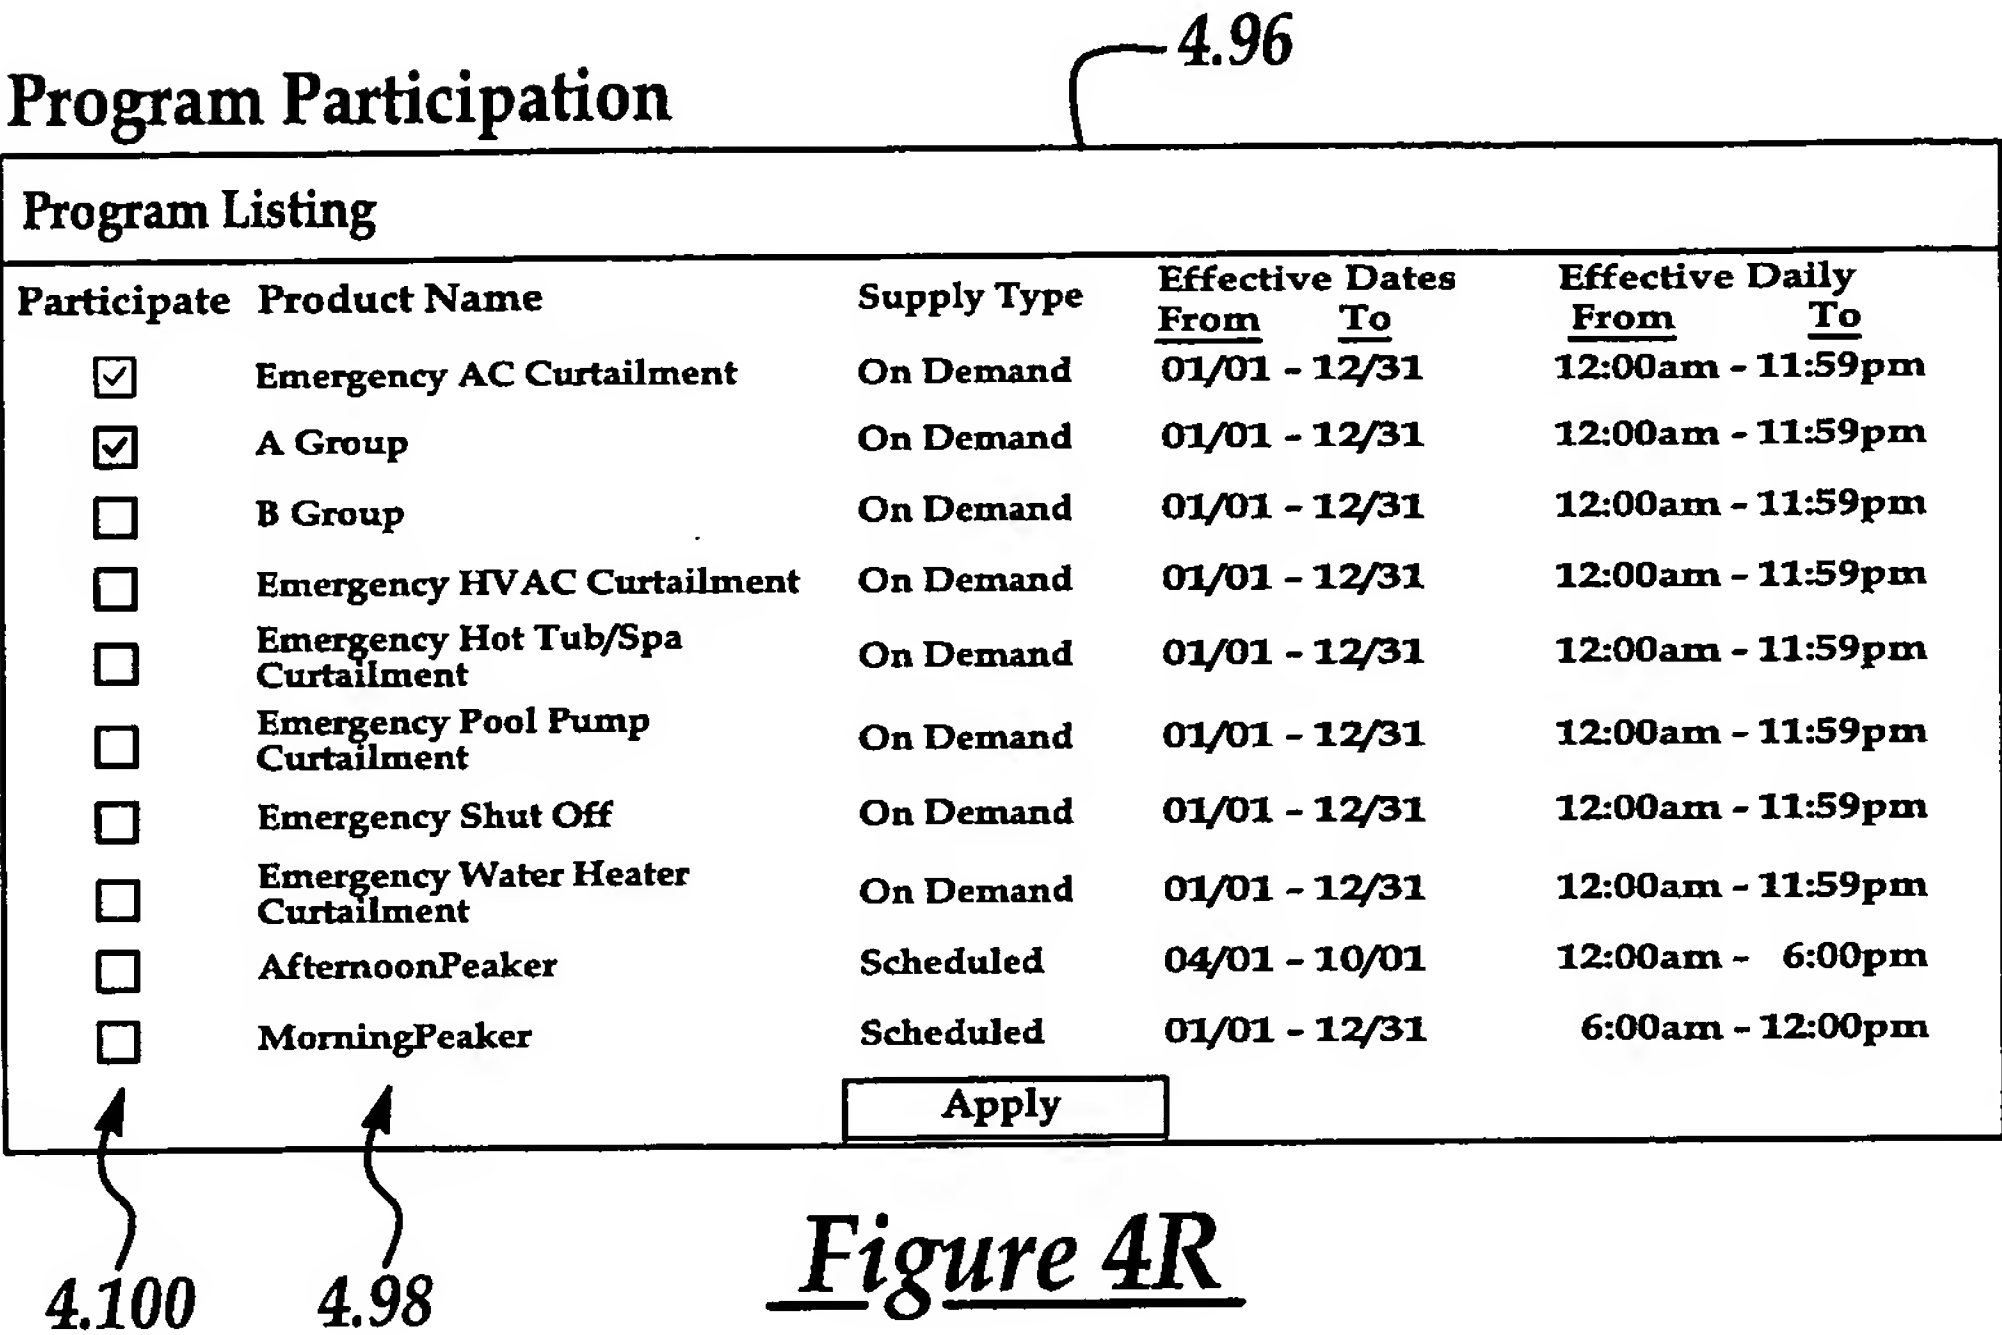 4.96
Program Participation
Program Listing
Participate Product Name Supply Type Effective Dates From To Effective Daily From To
Emergency AC Curtailment On Demand 01/01 - 12/31 12:00am - 11:59pm
A Group On Demand 01/01 - 12/31 12:00am - 11:59pm
B Group On Demand 01/01 - 12/31 12:00am - 11:59pm
Emergency HVAC Curtailment On Demand 01/01 - 12/31 12:00am - 11:59pm
Emergency Hot Tub/Spa
Curtailment On Demand 01/01 - 12/31 12:00am - 11:59pm
Emergency Pool Pump
Curtailment On Demand 01/01 - 12/31 12:00am - 11:59pm
Emergency Shut Off On Demand 01/01 - 12/31 12:00am - 11:59pm
Emergency Water Heater
Curtailment On Demand 01/01 - 12/31 12:00am - 11:59pm
AfternoonPeaker Scheduled 04/01 - 10/01 12:00am - 6:00pm
MorningPeaker Scheduled 01/01 - 12/31 6:00am - 12:00pm
Apply
4.100 4.98
Figure 4R